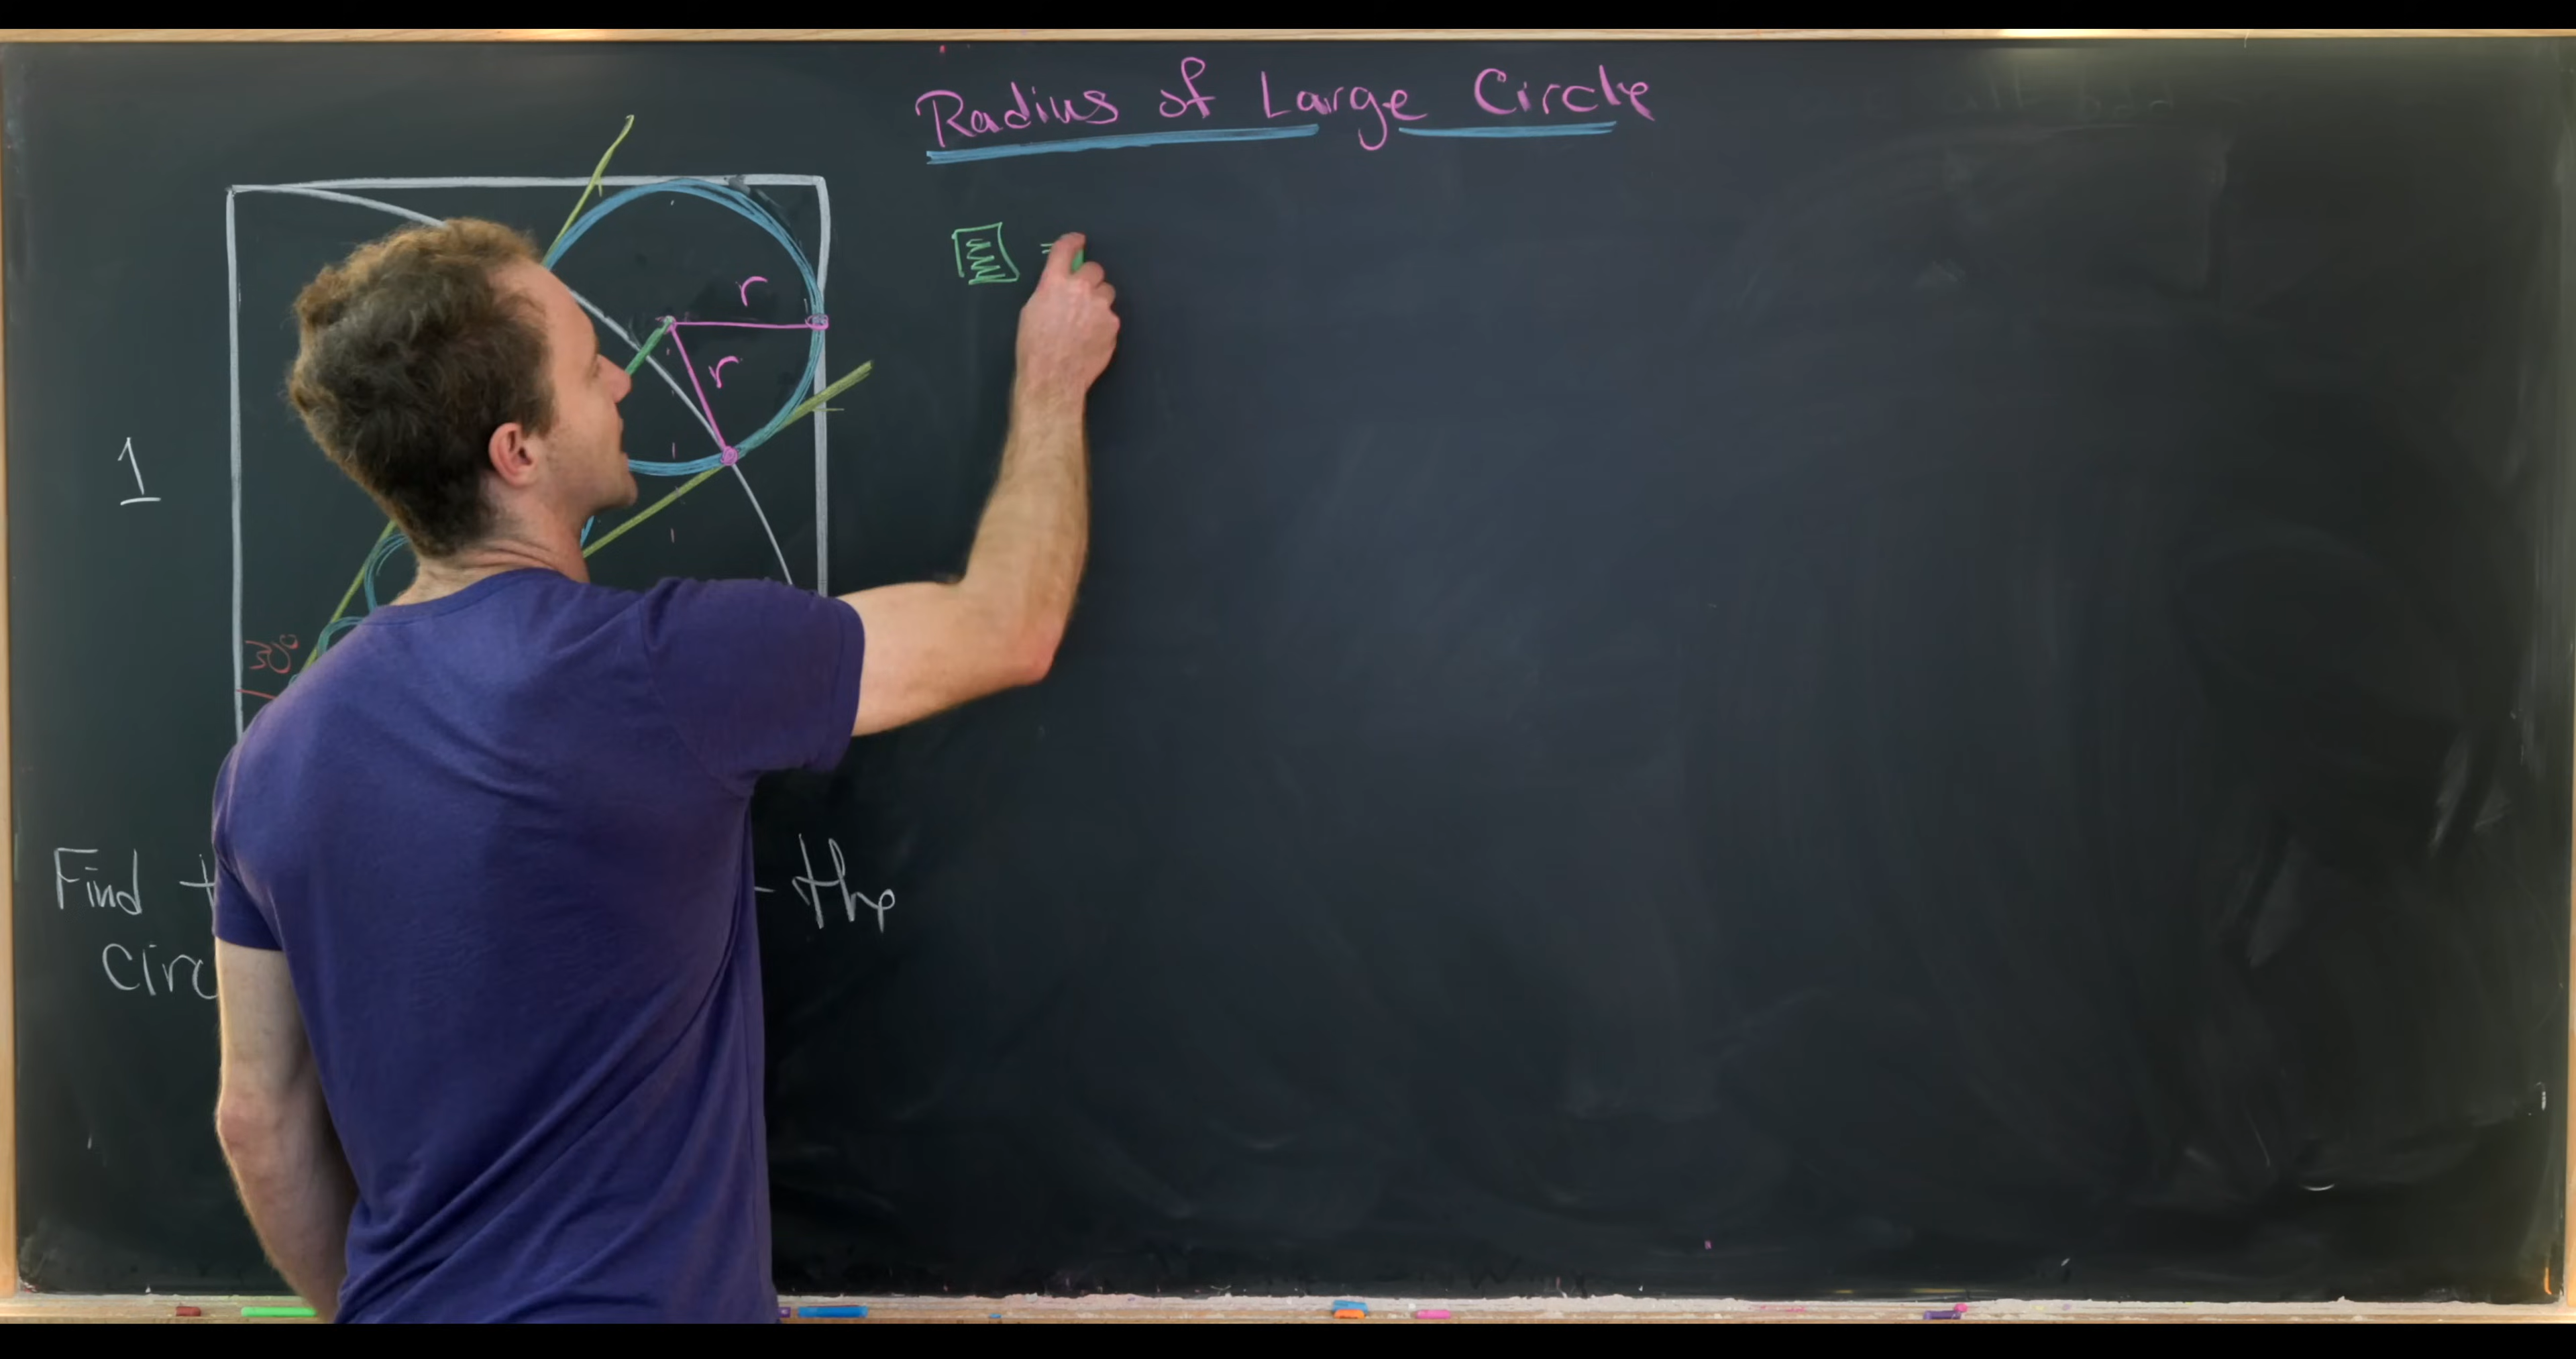 Radius of Large Circle
=
r
r
1
30°
Find the
circ